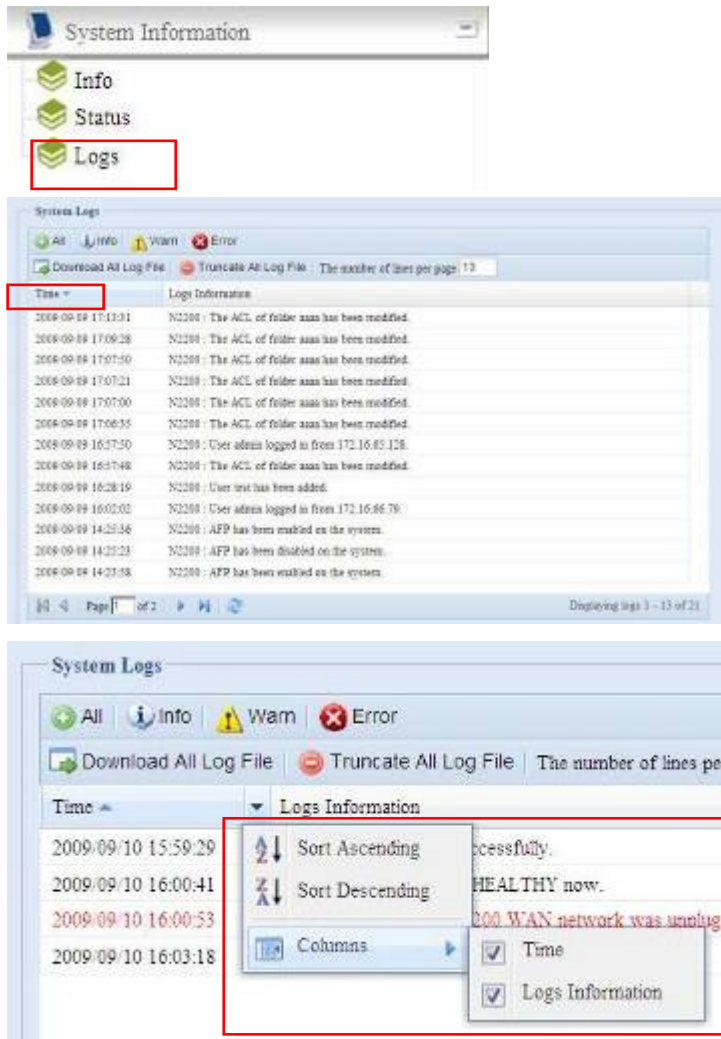 System Information
Info
Status
Logs
System Logs
All Info Warn Error
Download All Log File Truncate All Log File The number of lines per page: 13
Time Logs Information
2009/09/09 17:13:31 N2200 : The ACL of folder aaaa has been modified.
2009/09/09 17:09:28 N2200 : The ACL of folder aaaa has been modified.
2009/09/09 17:07:50 N2200 : The ACL of folder aaaa has been modified.
2009/09/09 17:07:21 N2200 : The ACL of folder aaaa has been modified.
2009/09/09 17:07:00 N2200 : The ACL of folder aaaa has been modified.
2009/09/09 17:06:35 N2200 : The ACL of folder aaaa has been modified.
2009/09/09 16:57:50 N2200 : User admin logged in from 172.16.65.128.
2009/09/09 16:57:48 N2200 : The ACL of folder aaaa has been modified.
2009/09/09 16:28:19 N2200 : User test has been added.
2009/09/09 16:02:02 N2200 : User admin logged in from 172.16.66.79.
2009/09/09 14:25:36 N2200 : AFP has been enabled on the system.
2009/09/09 14:25:23 N2200 : AFP has been disabled on the system.
2009/09/09 14:23:58 N2200 : AFP has been enabled on the system.
Page 1 of 2 Displaying logs 1 - 13 of 21
System Logs
All Info Warn Error
Download All Log File Truncate All Log File The number of lines pe
Time Logs Information
2009/09/10 15:59:29 Sort Ascending ccessfully.
2009/09/10 16:00:41 Sort Descending HEALTHY now.
2009/09/10 16:00:53 200 WAN network was unplug
2009/09/10 16:03:18 Columns Time
Logs Information